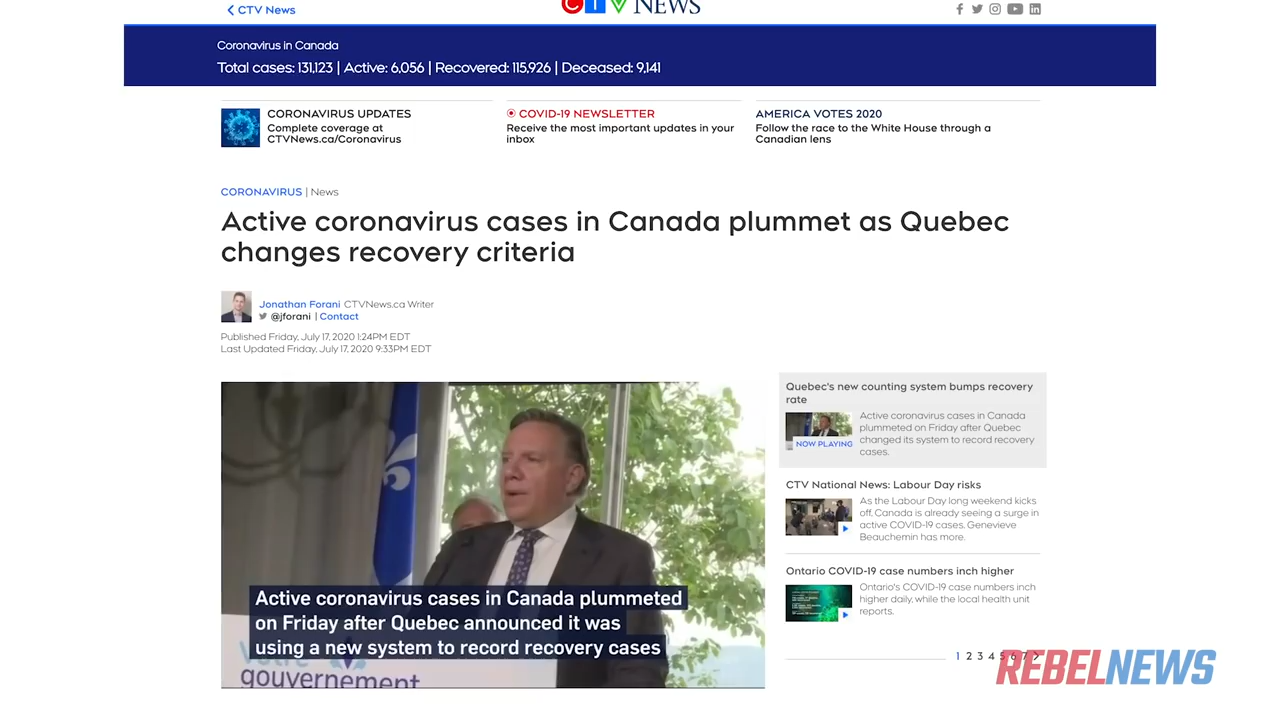 CTV News
CTV NEWS
Coronavirus in Canada
Total cases: 131,123 | Active: 6,056 | Recovered: 115,926 | Deceased: 9,141
CORONAVIRUS UPDATES
Complete coverage at
CTVNews.ca/Coronavirus
COVID-19 NEWSLETTER
Receive the most important updates in your
inbox
AMERICA VOTES 2020
Follow the race to the White House through a
Canadian lens
CORONAVIRUS | News
Active coronavirus cases in Canada plummet as Quebec
changes recovery criteria
Jonathan Forani CTVNews.ca Writer
@jforani | Contact
Published Friday, July 17, 2020 1:24PM EDT
Last Updated Friday, July 17, 2020 9:33PM EDT
Active coronavirus cases in Canada plummeted
on Friday after Quebec announced it was
using a new system to record recovery cases
Votre
gouvernement
Quebec's new counting system bumps recovery
rate
NOW PLAYING
Active coronavirus cases in Canada
plummeted on Friday after Quebec
changed its system to record recovery
cases.
CTV National News: Labour Day risks
As the Labour Day long weekend kicks
off, Canada is already seeing a surge in
active COVID-19 cases. Genevieve
Beauchemin has more.
Ontario COVID-19 case numbers inch higher
Ontario's COVID-19 case numbers inch
higher daily, while the local health unit
reports.
1 2 3 4 5 6 7
REBELNEWS